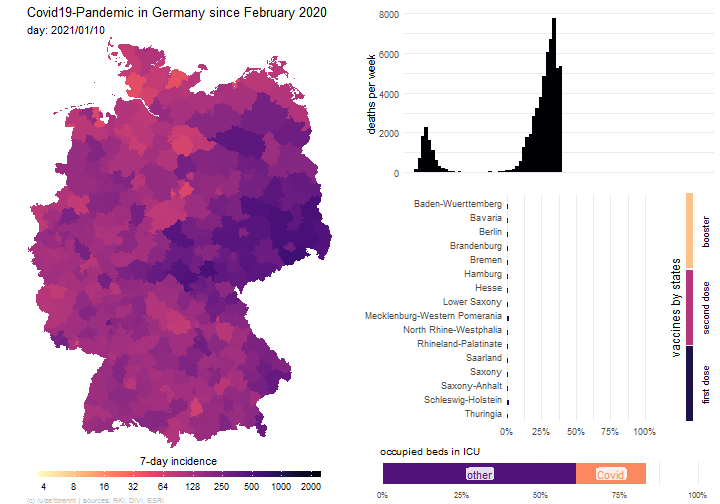 Covid19-Pandemic in Germany since February 2020
day: 2021/01/10
7-day incidence
4 8 16 32 64 128 250 500 1000 2000
(c) /u/zeitbrennt | sources: RKI, DIVI, ESRI
deaths per week
8000
6000
4000
2000
0
Baden-Wuerttemberg
Bavaria
Berlin
Brandenburg
Bremen
Hamburg
Hesse
Lower Saxony
Mecklenburg-Western Pomerania
North Rhine-Westphalia
Rhineland-Palatinate
Saarland
Saxony
Saxony-Anhalt
Schleswig-Holstein
Thuringia
0% 25% 50% 75% 100%
vaccines by states
booster
second dose
first dose
occupied beds in ICU
other Covid
0% 25% 50% 75% 100%